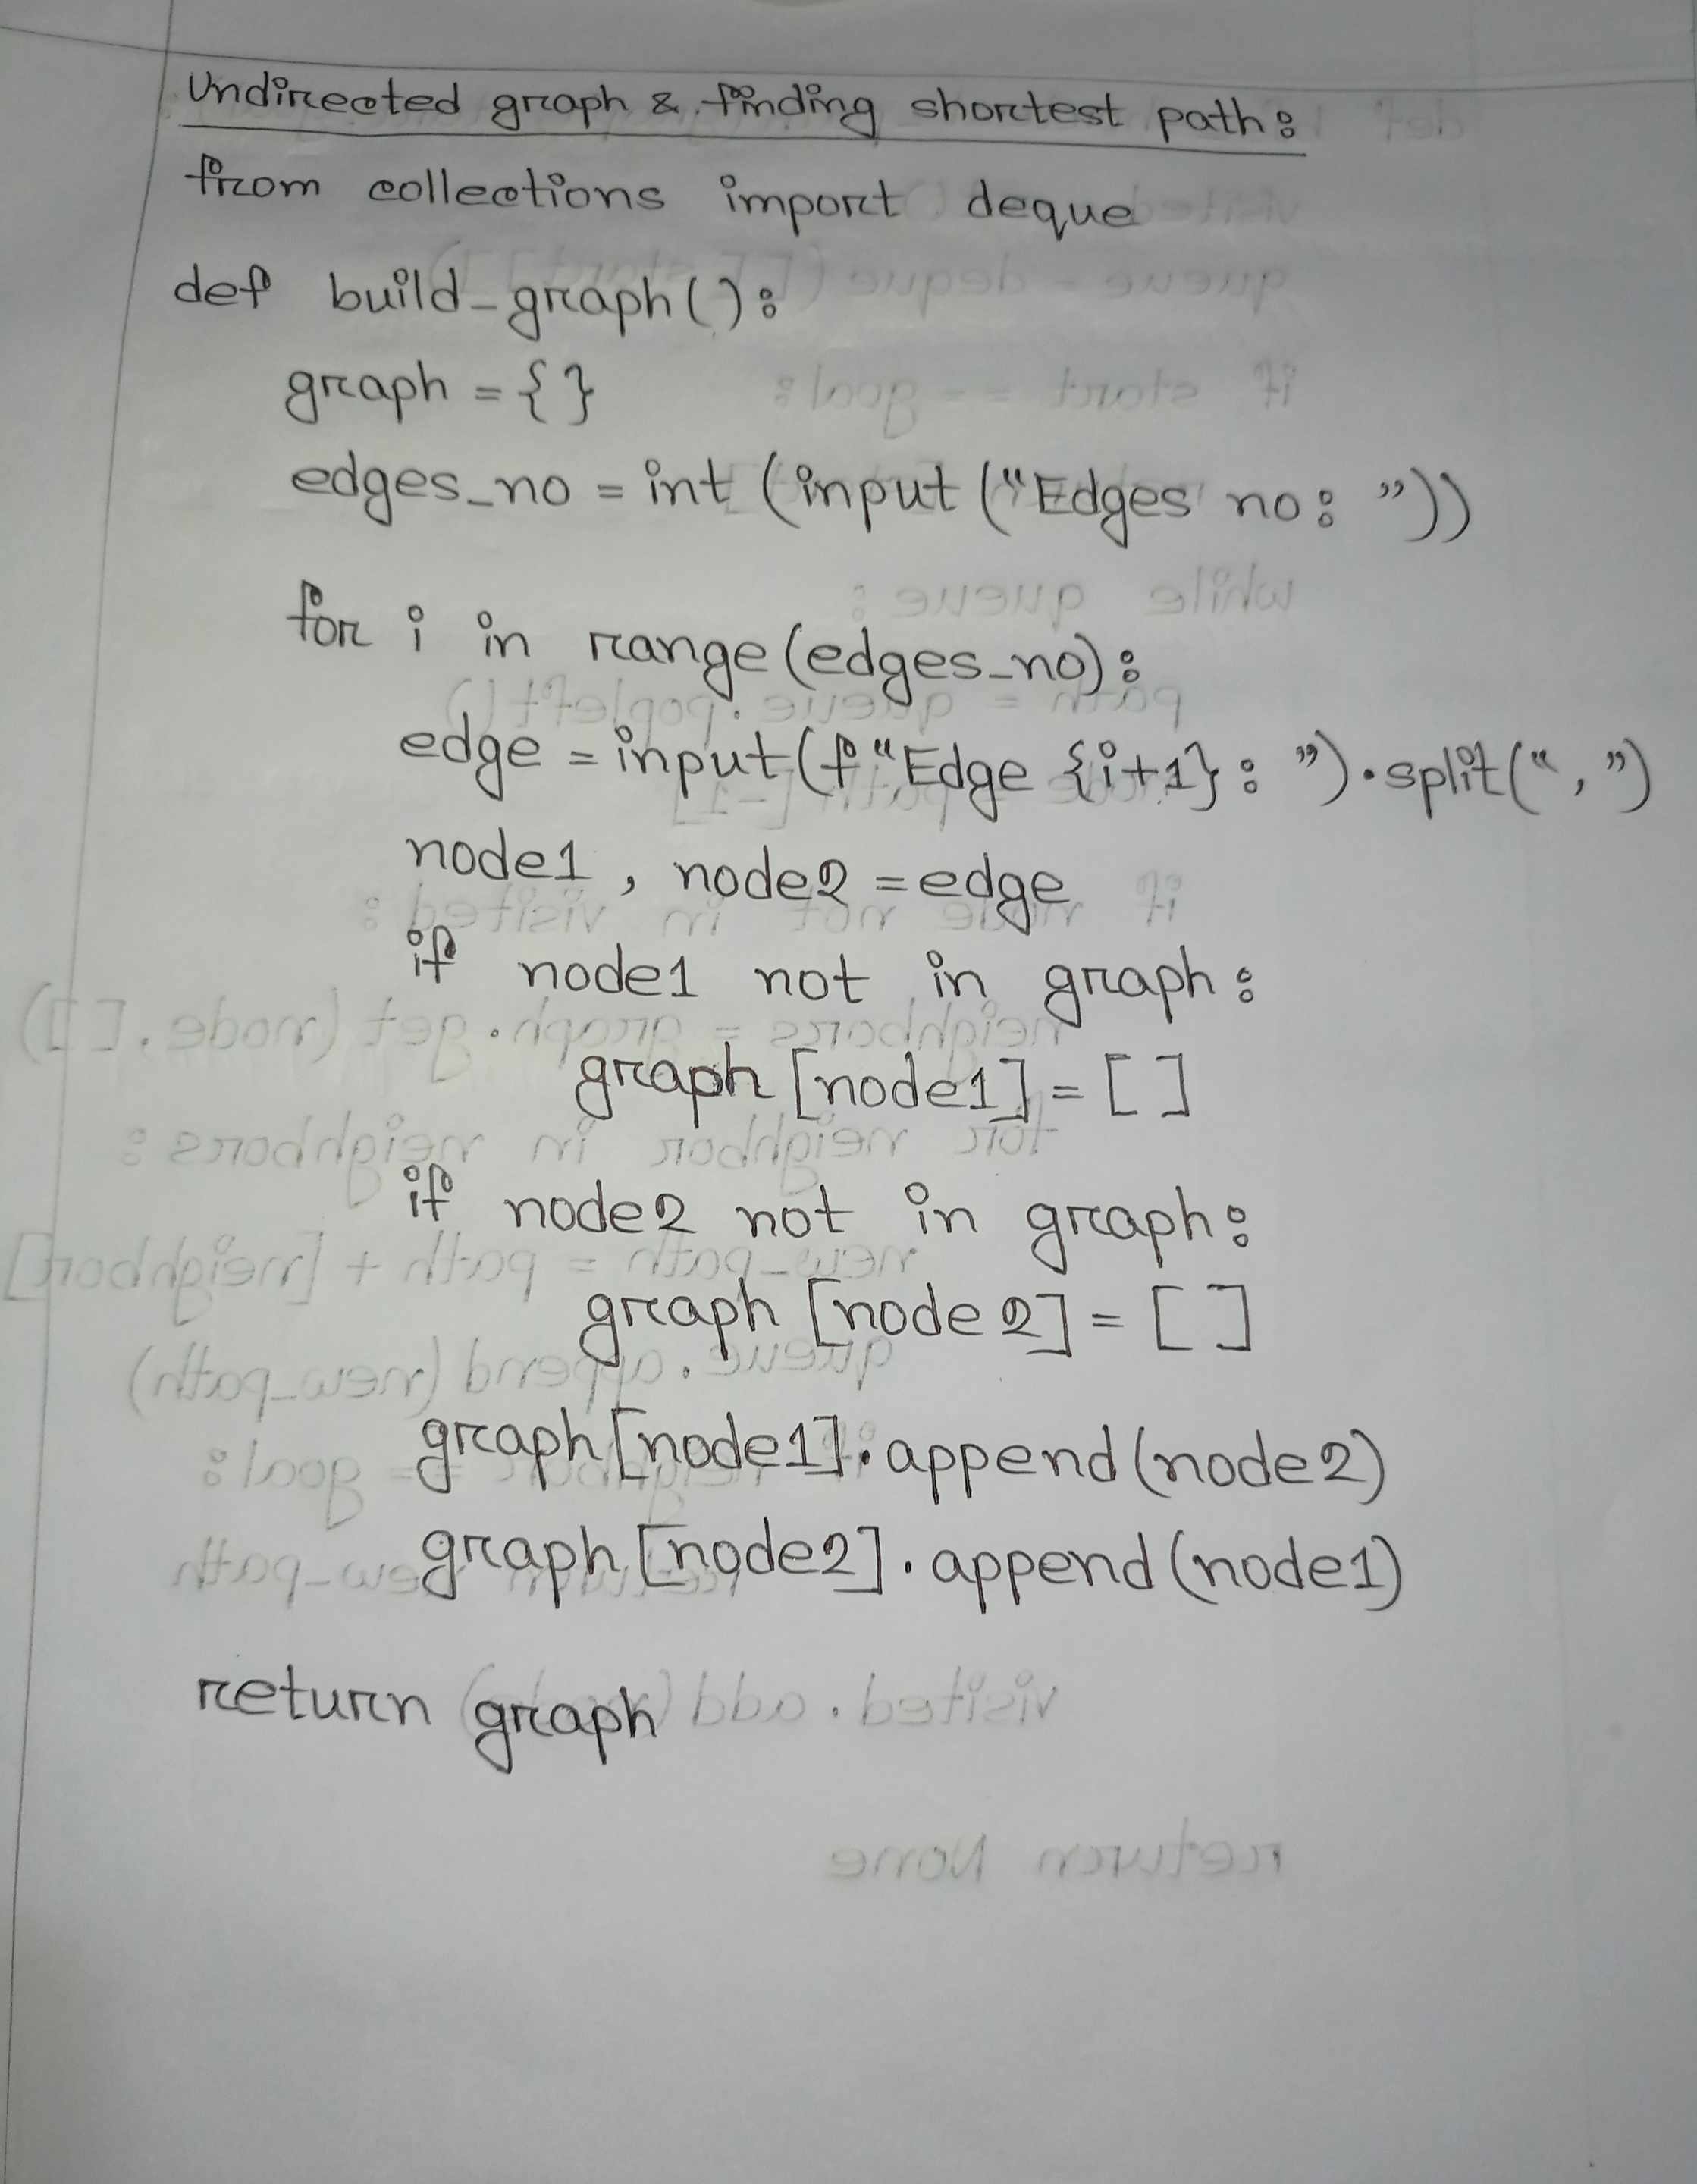 Undirected graph & finding shortest path:
from collections import deque
def build_graph():
graph = { }
edges_no = int (input ("Edges no: "))
for i in range (edges_no):
edge = input (f"Edge {i+1}: ").split(",")
node1, node2 = edge
if node1 not in graph:
graph [node1] = [ ]
if node2 not in graph:
graph [node2] = [ ]
graph [node1].append (node2)
graph [node2].append (node1)
return graph